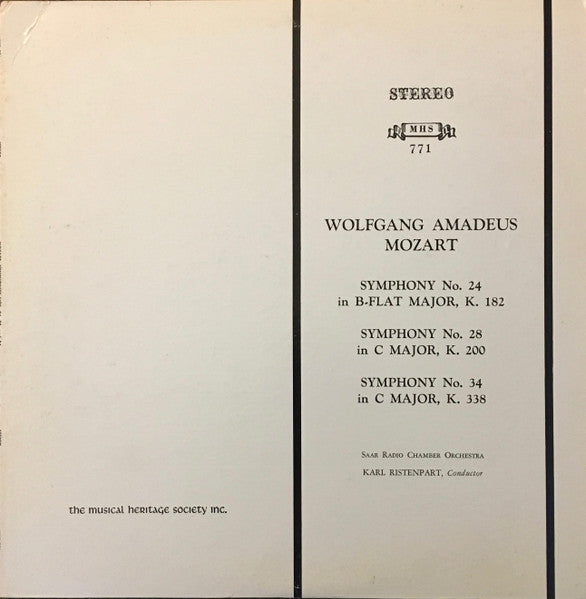 STEREO
MHS
771
WOLFGANG AMADEUS
MOZART
SYMPHONY No. 24
in B-FLAT MAJOR, K. 182
SYMPHONY No. 28
in C MAJOR, K. 200
SYMPHONY No. 34
in C MAJOR, K. 338
SAAR RADIO CHAMBER ORCHESTRA
KARL RISTENPART, Conductor
the musical heritage society inc.